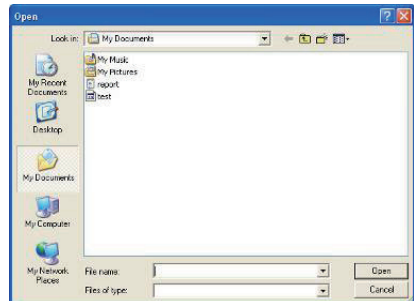 Open
Look in: My Documents
My Recent
Documents
Desktop
My Documents
My Computer
My Network
Places
My Music
My Pictures
report
test
File name:
Open
Files of type:
Cancel